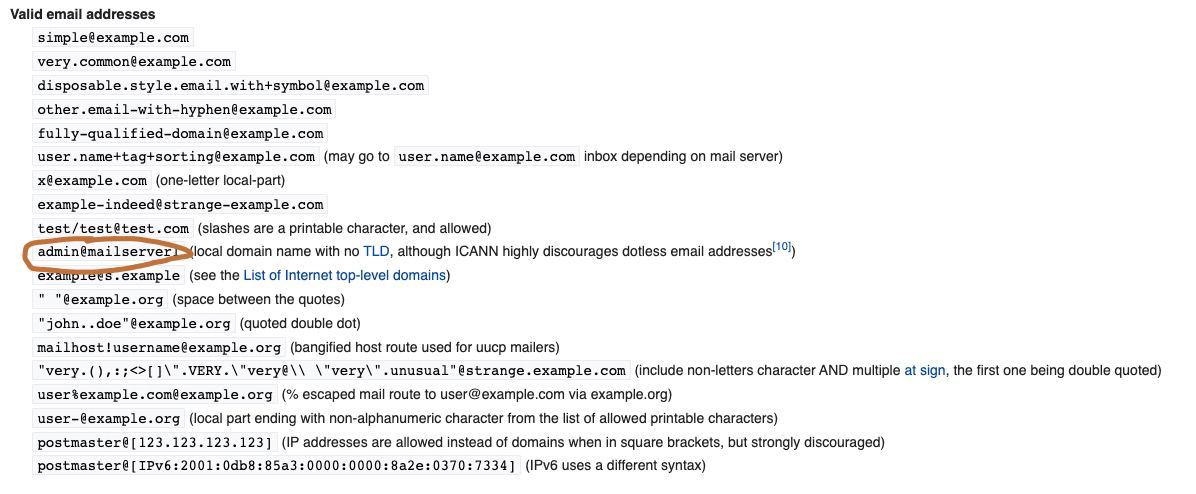 Valid email addresses
simple@example.com
very.common@example.com
disposable.style.email.with+symbol@example.com
other.email-with-hyphen@example.com
fully-qualified-domain@example.com
user.name+tag+sorting@example.com (may go to user.name@example.com inbox depending on mail server)
x@example.com (one-letter local-part)
example-indeed@strange-example.com
test/test@test.com (slashes are a printable character, and allowed)
admin@mailserver1 (local domain name with no TLD, although ICANN highly discourages dotless email addresses[10])
example@s.example (see the List of Internet top-level domains)
" "@example.org (space between the quotes)
"john..doe"@example.org (quoted double dot)
mailhost!username@example.org (bangified host route used for uucp mailers)
"very.(),:;<>[]\".VERY.\"very@\\ \"very\".unusual"@strange.example.com (include non-letters character AND multiple at sign, the first one being double quoted)
user%example.com@example.org (% escaped mail route to user@example.com via example.org)
user-@example.org (local part ending with non-alphanumeric character from the list of allowed printable characters)
postmaster@[123.123.123.123] (IP addresses are allowed instead of domains when in square brackets, but strongly discouraged)
postmaster@[IPv6:2001:0db8:85a3:0000:0000:8a2e:0370:7334] (IPv6 uses a different syntax)